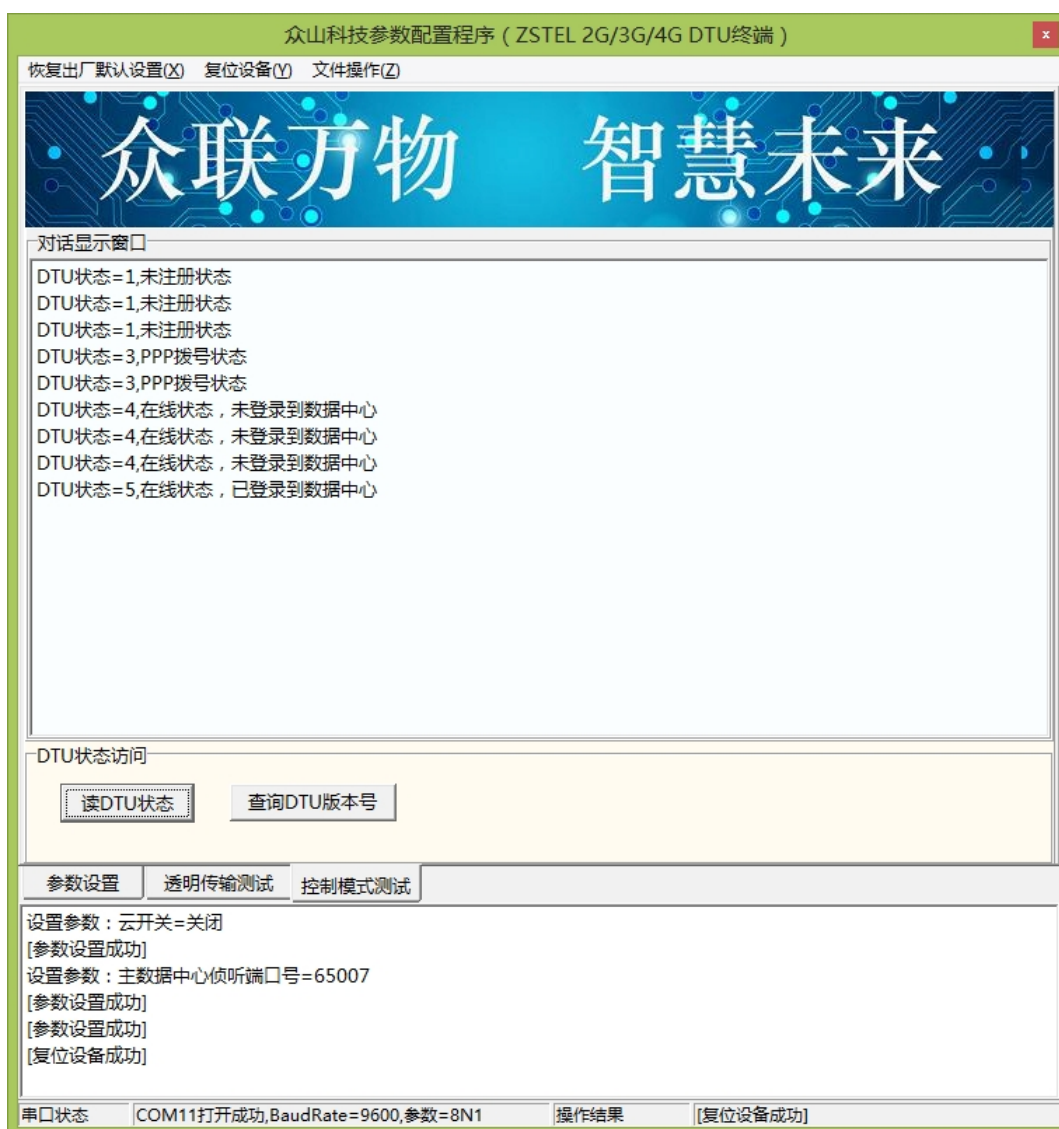 众山科技参数配置程序(ZSTEL 2G/3G/4G DTU终端)
x
恢复出厂默认设置(X) 复位设备(Y) 文件操作(Z)
众联万物 智慧未来
对话显示窗口
DTU状态=1,未注册状态
DTU状态=1,未注册状态
DTU状态=1,未注册状态
DTU状态=3,PPP拨号状态
DTU状态=3,PPP拨号状态
DTU状态=4,在线状态,未登录到数据中心
DTU状态=4,在线状态,未登录到数据中心
DTU状态=4,在线状态,未登录到数据中心
DTU状态=5,在线状态,已登录到数据中心
DTU状态访问
读DTU状态 查询DTU版本号
参数设置 透明传输测试 控制模式测试
设置参数:云开关=关闭
[参数设置成功]
设置参数:主数据中心侦听端口号=65007
[参数设置成功]
[参数设置成功]
[复位设备成功]
串口状态 COM11打开成功,BaudRate=9600,参数=8N1 操作结果 [复位设备成功]